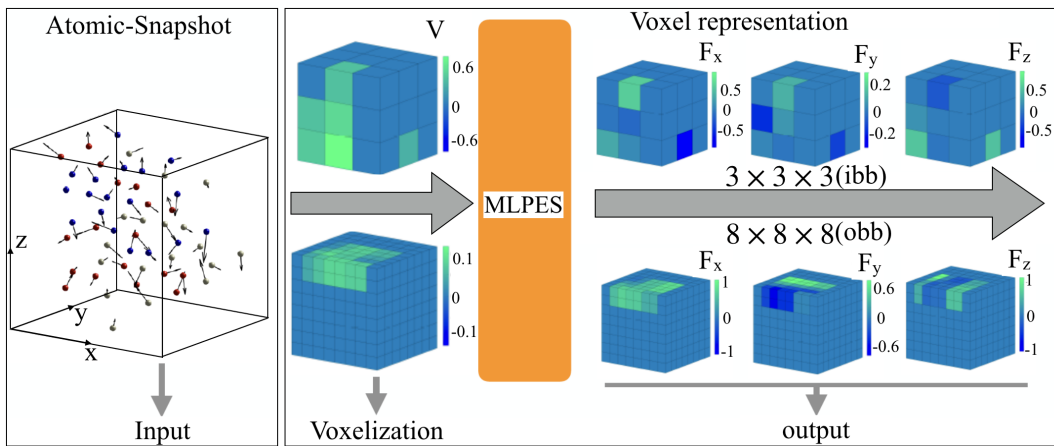 Atomic-Snapshot
z
y
x
Input
V
0.6
0
-0.6
0.1
0
-0.1
Voxelization
MLPES
Voxel representation
Fx
0.5
0
-0.5
Fy
0.2
0
-0.2
Fz
0.5
0
-0.5
3 × 3 × 3(ibb)
8 × 8 × 8(obb)
Fx
1
0
-1
Fy
0.6
0
-0.6
Fz
1
0
-1
output